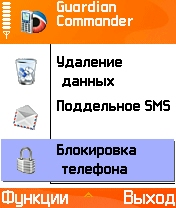 Guardian
Commander
Удаление
данных
Поддельное SMS
Блокировка
телефона
Функции
Выход